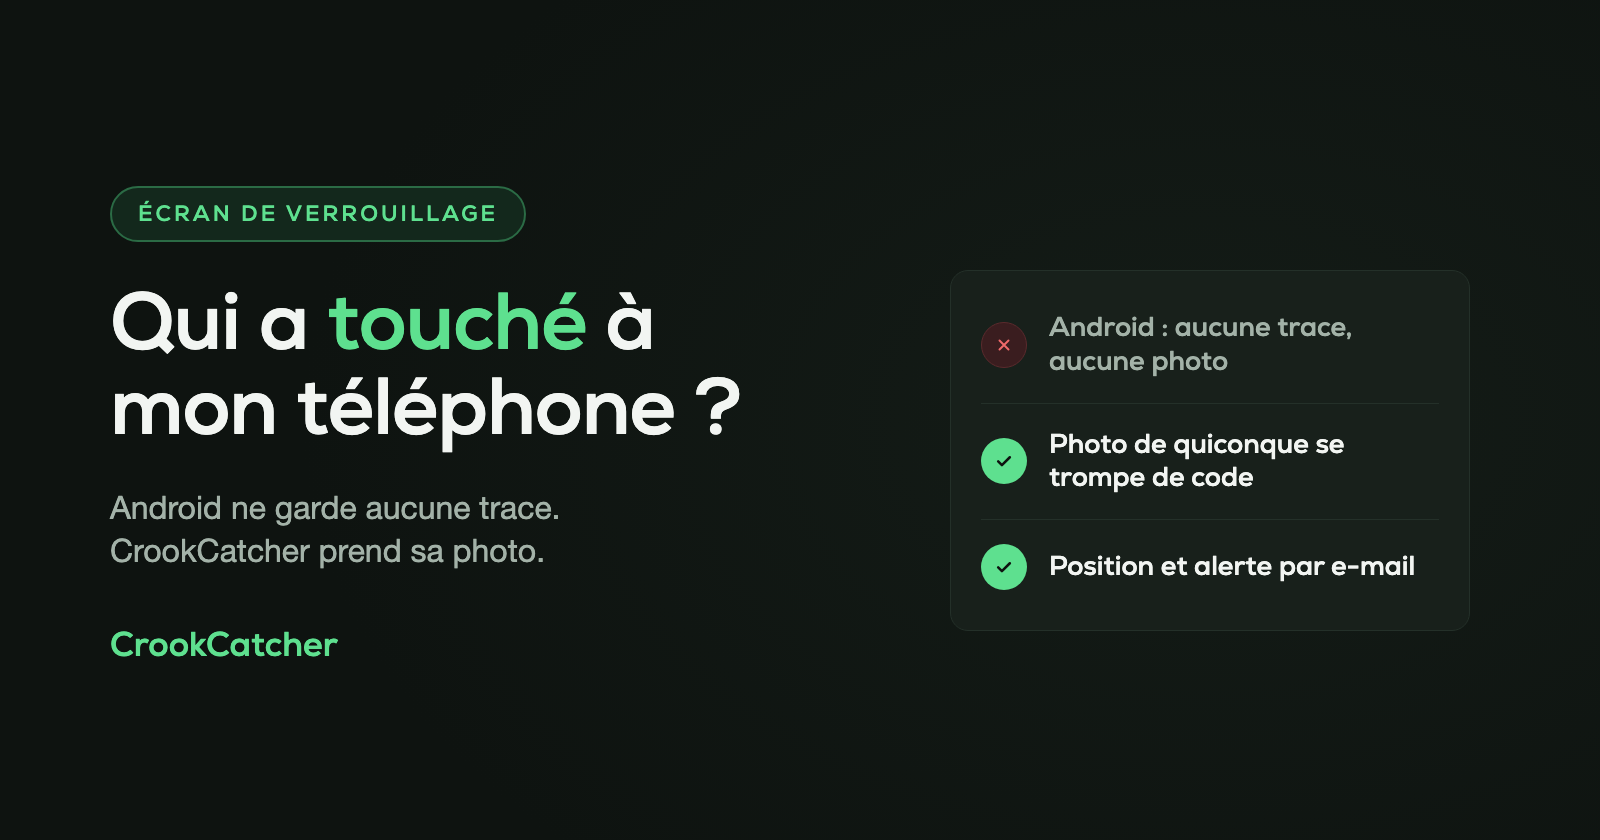 ÉCRAN DE VERROUILLAGE
Qui a touché à
mon téléphone ?
Android ne garde aucune trace.
CrookCatcher prend sa photo.
CrookCatcher
Android : aucune trace,
aucune photo
Photo de quiconque se
trompe de code
Position et alerte par e-mail